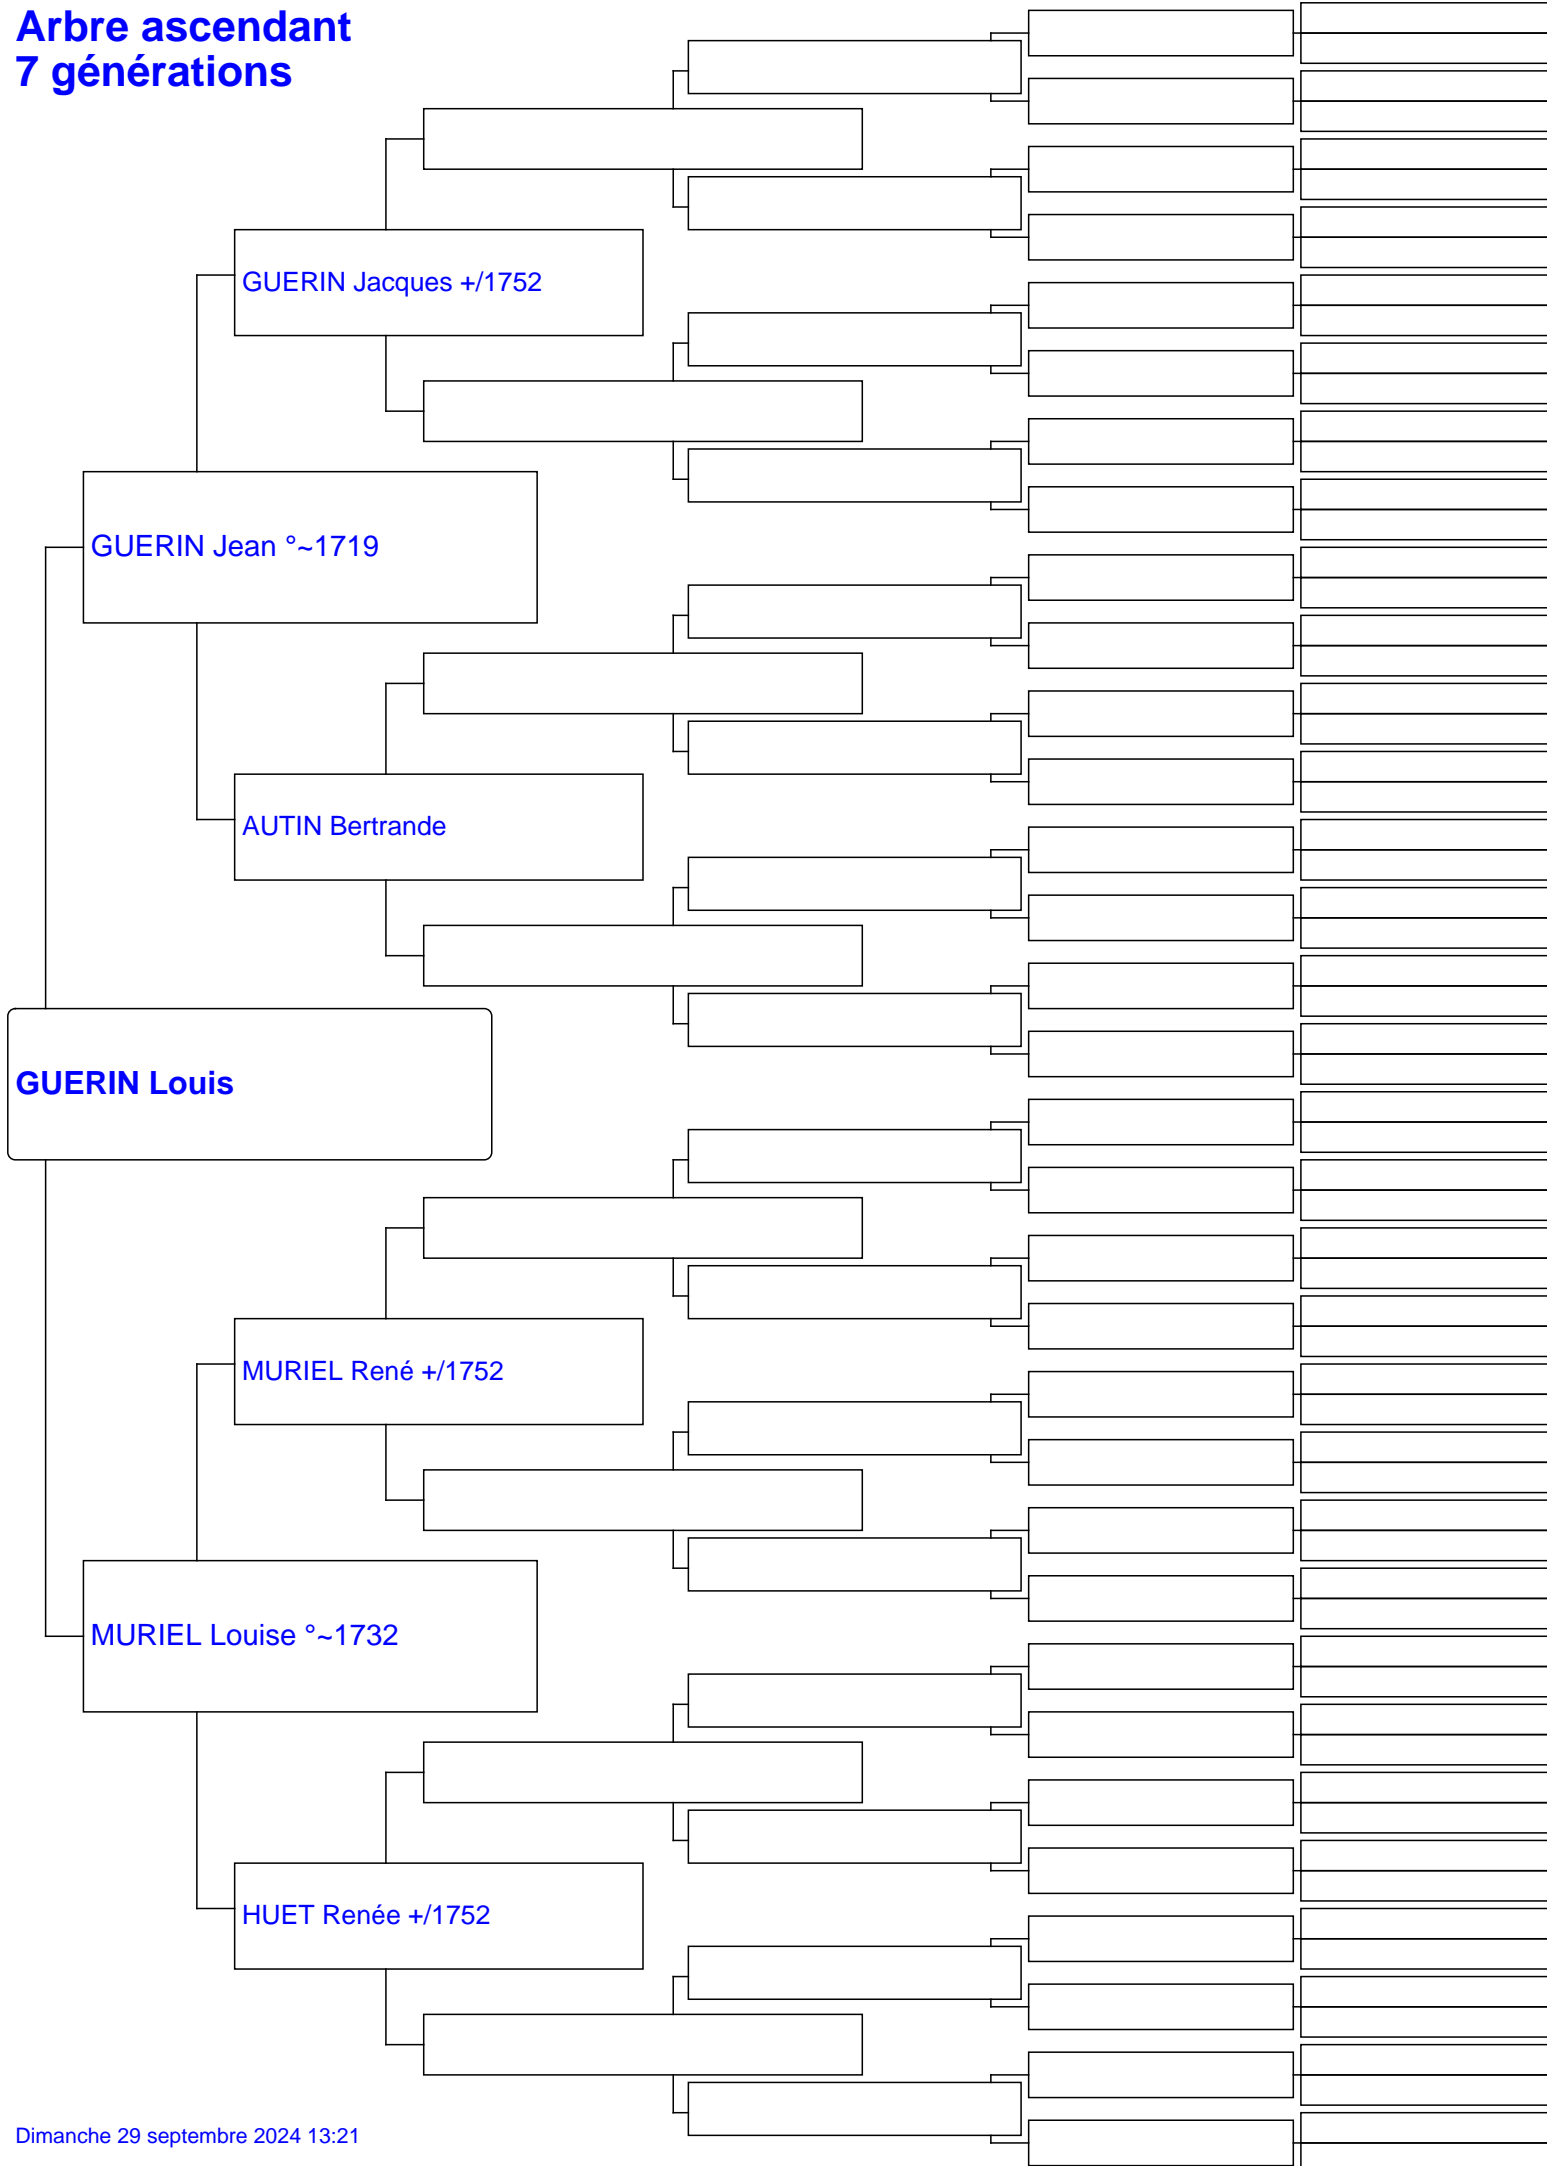 Arbre ascendant
7 générations
GUERIN Jacques +/1752
GUERIN Jean °~1719
AUTIN Bertrande
GUERIN Louis
MURIEL René +/1752
MURIEL Louise °~1732
HUET Renée +/1752
Dimanche 29 septembre 2024 13:21